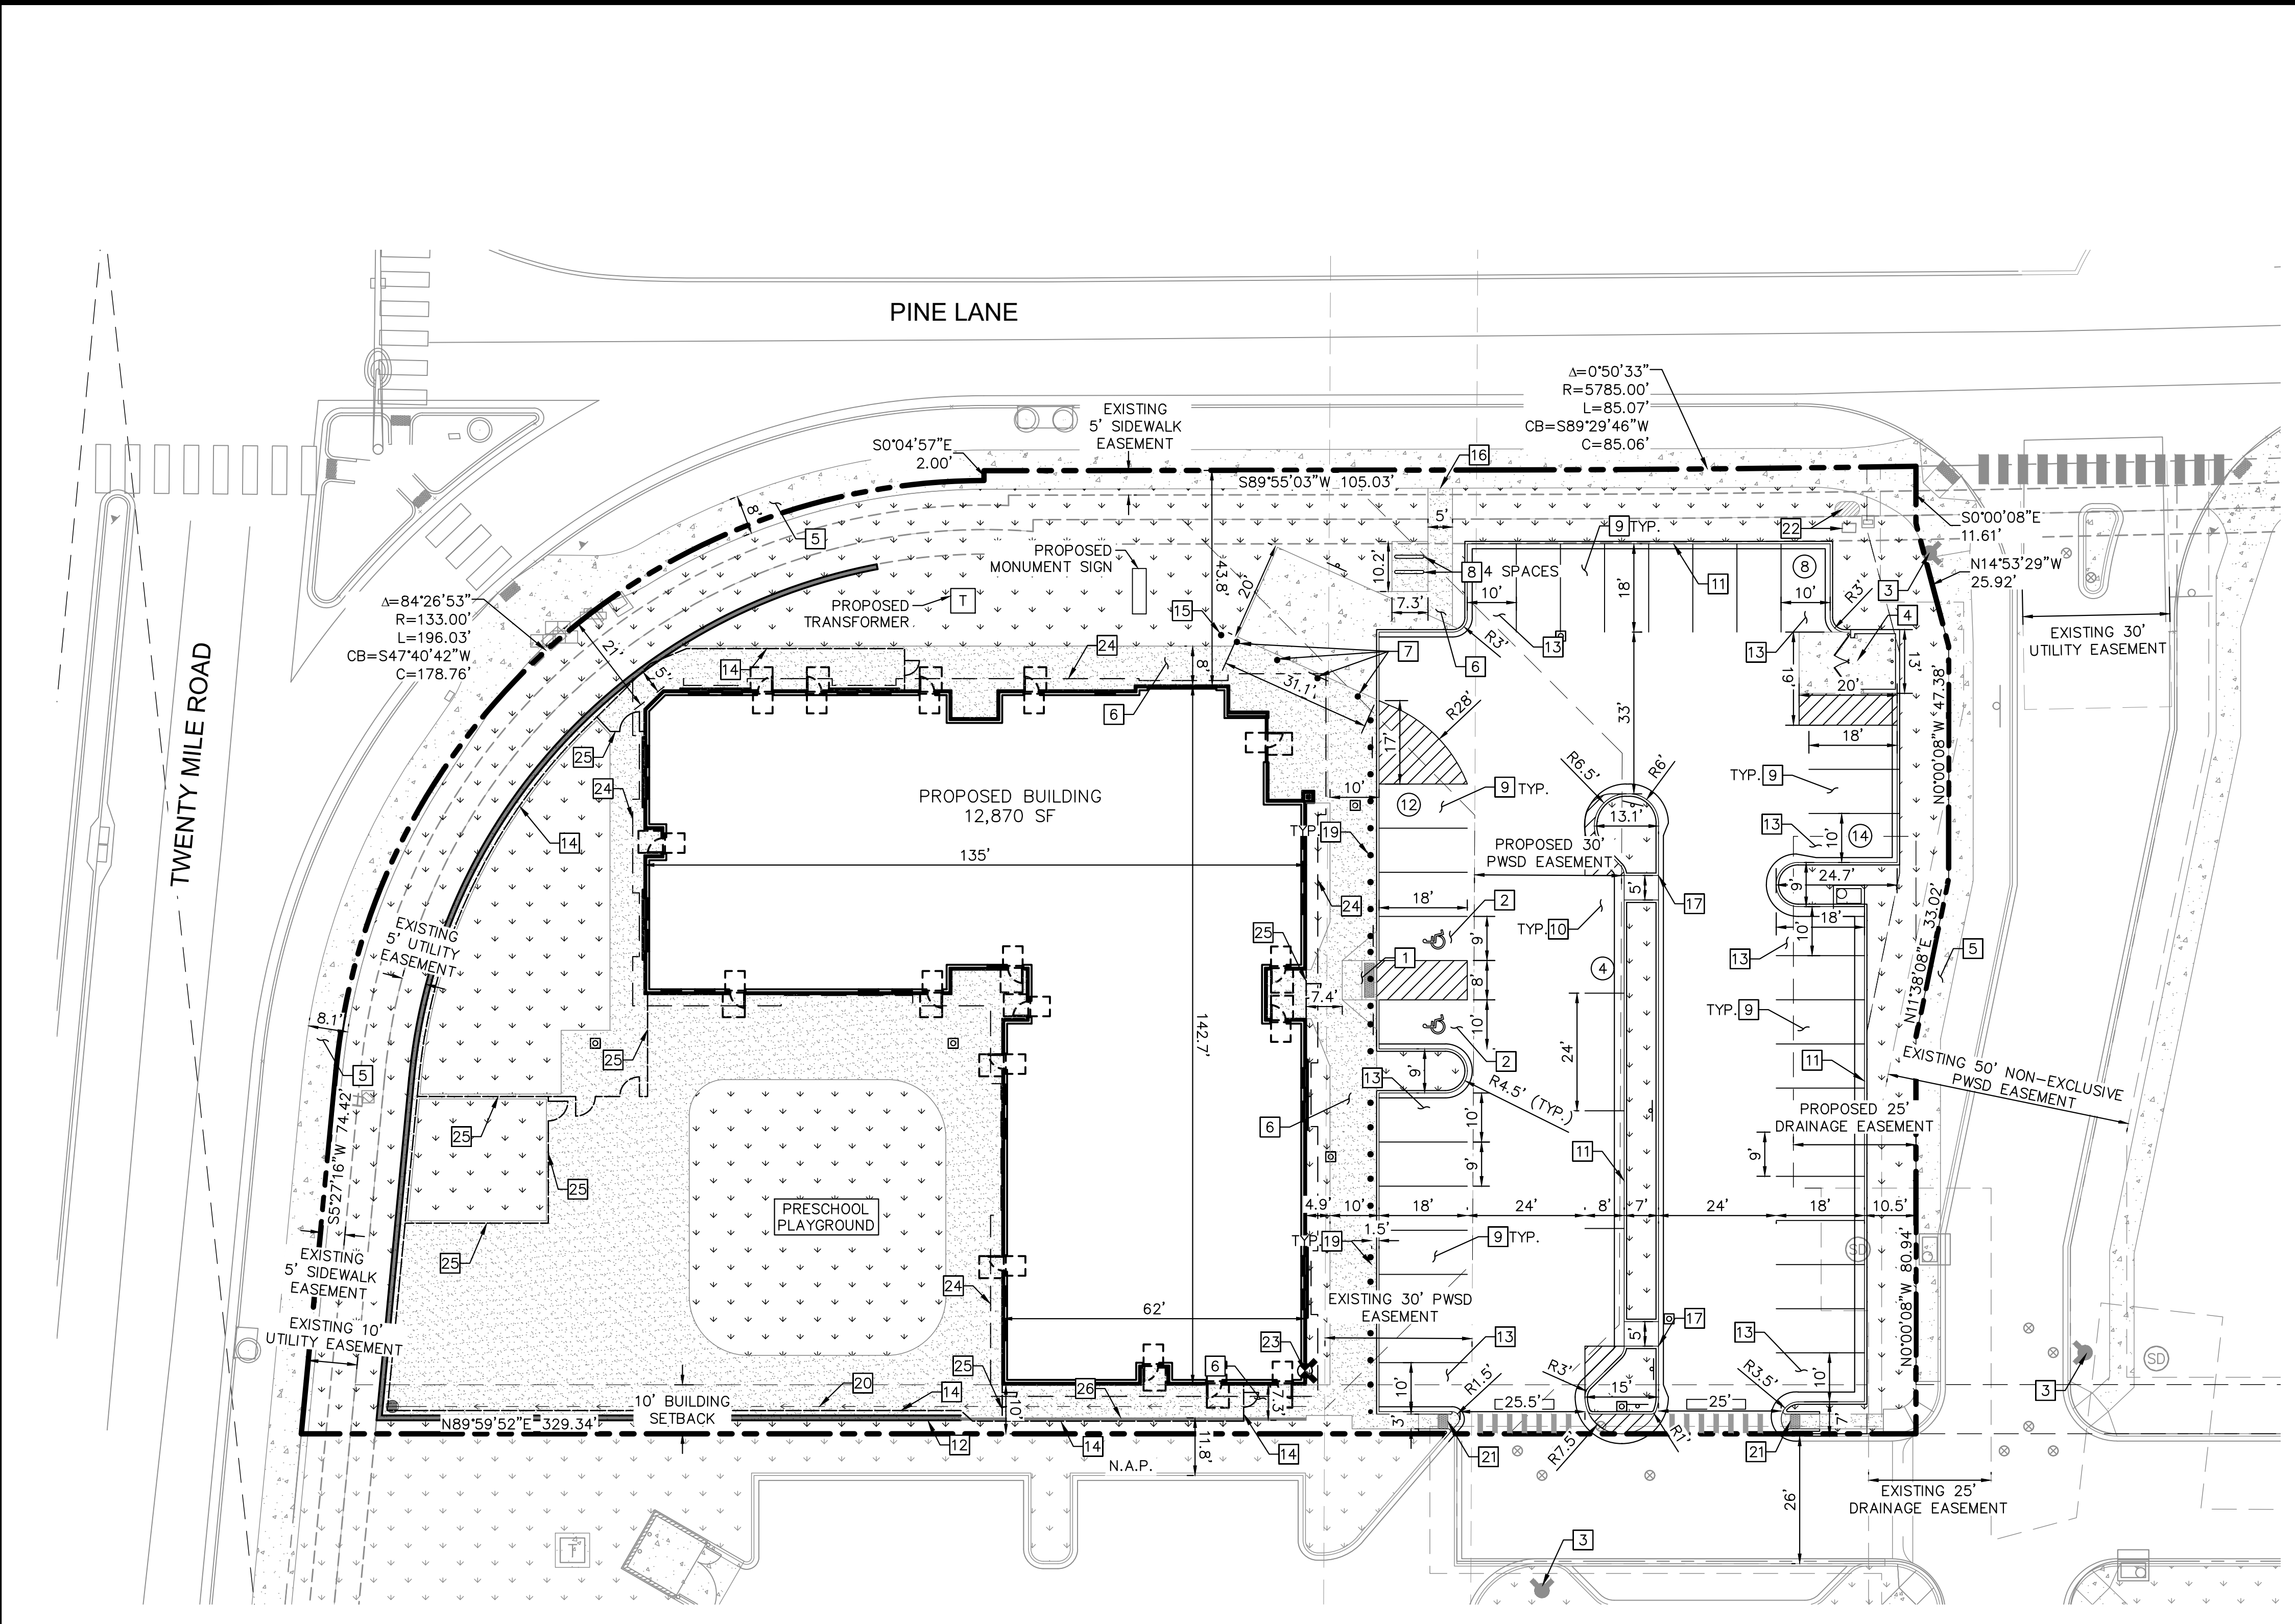 PINE LANE
TWENTY MILE ROAD
Δ=0°50'33"
R=5785.00'
L=85.07'
CB=S89°29'46"W
C=85.06'
EXISTING
5' SIDEWALK
EASEMENT
S0°04'57"E
2.00'
16
S89°55'03"W 105.03'
8'
5
5'
9 TYP.
22
S0°00'08"E
11.61'
N14°53'29"W
25.92'
3
PROPOSED
MONUMENT SIGN
43.8'
20'
10.2'
8 4 SPACES
11
8
18'
10'
10'
7.3'
R3'
R3'
4
EXISTING 30'
UTILITY EASEMENT
Δ=84°26'53"
R=133.00'
L=196.03'
CB=S47°40'42"W
C=178.76'
PROPOSED
TRANSFORMER
T
15
7
13
6
13
13'
16'
20'
21'
5'
14
24
8'
6
31.1'
33'
R28'
17'
18'
N0°00'08"W 47.38'
25
24
PROPOSED BUILDING
12,870 SF
10'
12
9 TYP.
R6.5'
R6'
13.1'
TYP. 9
13
10'
14
14
TYP. 19
PROPOSED 30'
PWSD EASEMENT
135'
24.7'
9'
18'
10'
5'
17
18'
24
2
TYP. 10
9'
13
5
N11°38'08"E 33.02'
EXISTING
5' UTILITY
EASEMENT
25
1
8'
4
7.4'
10'
2
24'
TYP. 9
142.7'
8.1'
5
25
13
9'
R4.5' (TYP.)
11
EXISTING 50' NON-EXCLUSIVE
PWSD EASEMENT
S5°27'16"W 74.42'
25
25
25
6
10'
9'
11
PROPOSED 25'
DRAINAGE EASEMENT
9'
PRESCHOOL
PLAYGROUND
4.9'
10'
18'
24'
8'
7'
24'
18'
10.5'
1.5'
TYP. 19
9 TYP.
SD
N0°00'08"W 80.94'
EXISTING
5' SIDEWALK
EASEMENT
24
62'
EXISTING 30' PWSD
EASEMENT
EXISTING 10'
UTILITY EASEMENT
17
5'
13
13
23
3
SD
25
6
R3'
R1.5'
15'
R3.5'
10'
10'
20
14
26
10' BUILDING
SETBACK
10'
7.3'
3'
25.5'
25'
7'
N89°59'52"E 329.34'
12
14
11.8'
14
21
R7.5'
R1'
21
N.A.P.
26'
EXISTING 25'
DRAINAGE EASEMENT
T
3